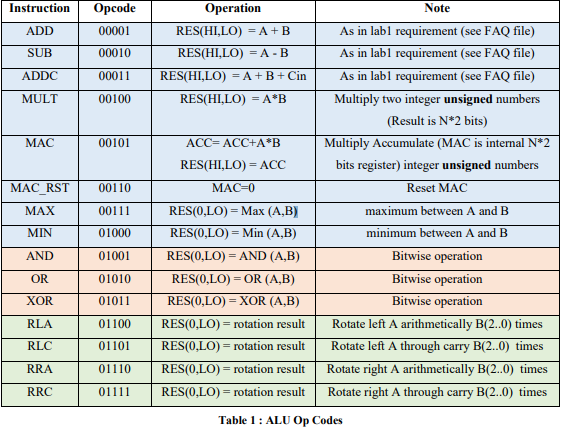 Instruction Opcode Operation Note
ADD 00001 RES(HI,LO) = A + B As in lab1 requirement (see FAQ file)
SUB 00010 RES(HI,LO) = A - B As in lab1 requirement (see FAQ file)
ADDC 00011 RES(HI,LO) = A + B + Cin As in lab1 requirement (see FAQ file)
MULT 00100 RES(HI,LO) = A*B Multiply two integer unsigned numbers
(Result is N*2 bits)
MAC 00101 ACC= ACC+A*B Multiply Accumulate (MAC is internal N*2
RES(HI,LO) = ACC bits register) integer unsigned numbers
MAC_RST 00110 MAC=0 Reset MAC
MAX 00111 RES(0,LO) = Max (A,B) maximum between A and B
MIN 01000 RES(0,LO) = Min (A,B) minimum between A and B
AND 01001 RES(0,LO) = AND (A,B) Bitwise operation
OR 01010 RES(0,LO) = OR (A,B) Bitwise operation
XOR 01011 RES(0,LO) = XOR (A,B) Bitwise operation
RLA 01100 RES(0,LO) = rotation result Rotate left A arithmetically B(2..0) times
RLC 01101 RES(0,LO) = rotation result Rotate left A through carry B(2..0) times
RRA 01110 RES(0,LO) = rotation result Rotate right A arithmetically B(2..0) times
RRC 01111 RES(0,LO) = rotation result Rotate right A through carry B(2..0) times
Table 1 : ALU Op Codes